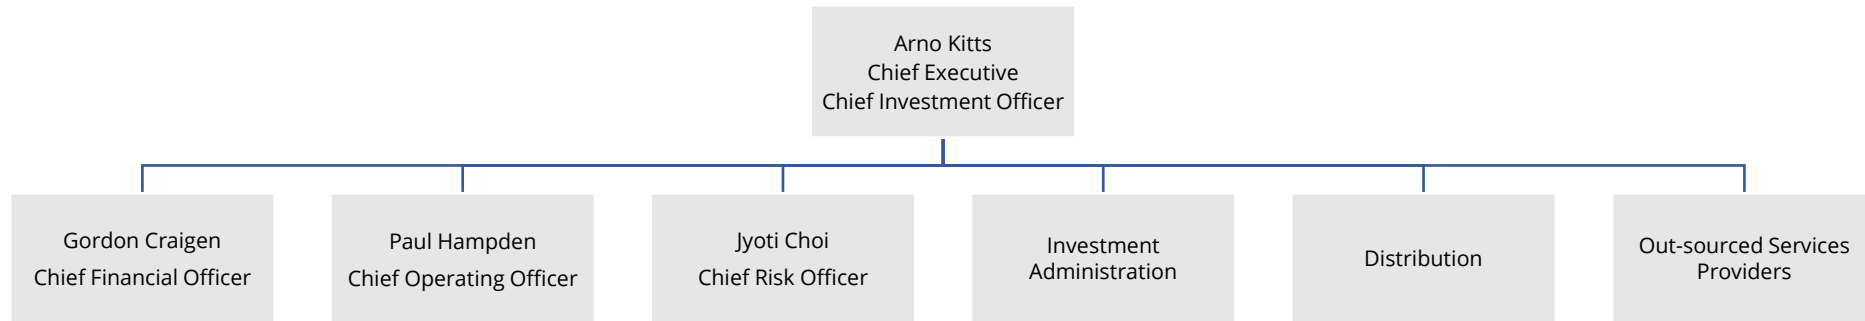 Arno Kitts
Chief Executive
Chief Investment Officer
Gordon Craigen
Chief Financial Officer
Paul Hampden
Chief Operating Officer
Jyoti Choi
Chief Risk Officer
Investment
Administration
Distribution
Out-sourced Services
Providers